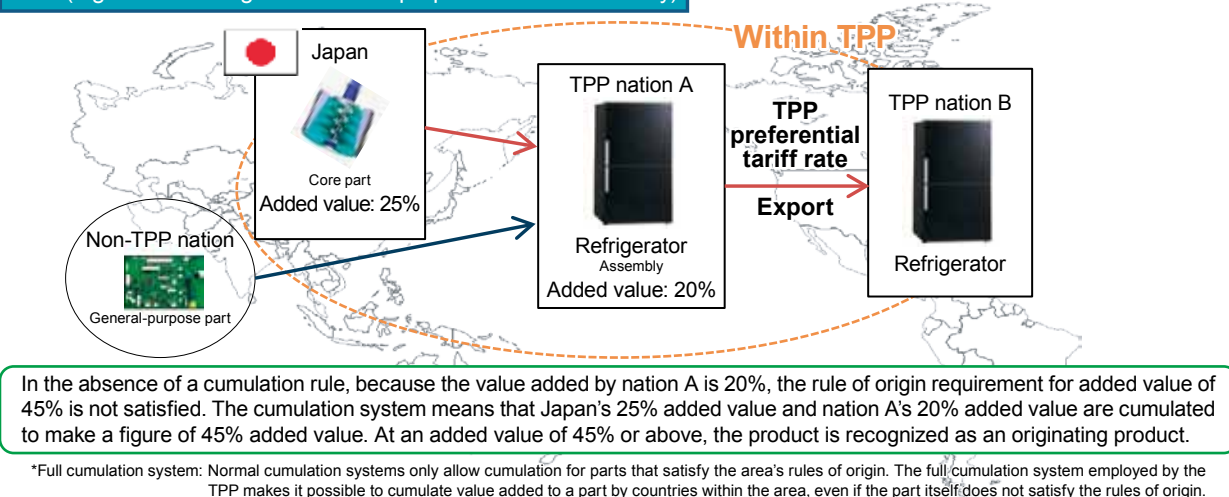 Within TPP
Japan
Core part
Added value: 25%
Non-TPP nation
General-purpose part
TPP nation A
Refrigerator
Assembly
Added value: 20%
TPP
preferential
tariff rate
Export
TPP nation B
Refrigerator
In the absence of a cumulation rule, because the value added by nation A is 20%, the rule of origin requirement for added value of
45% is not satisfied. The cumulation system means that Japan's 25% added value and nation A's 20% added value are cumulated
to make a figure of 45% added value. At an added value of 45% or above, the product is recognized as an originating product.
*Full cumulation system: Normal cumulation systems only allow cumulation for parts that satisfy the area's rules of origin. The full cumulation system employed by the
TPP makes it possible to cumulate value added to a part by countries within the area, even if the part itself does not satisfy the rules of origin.